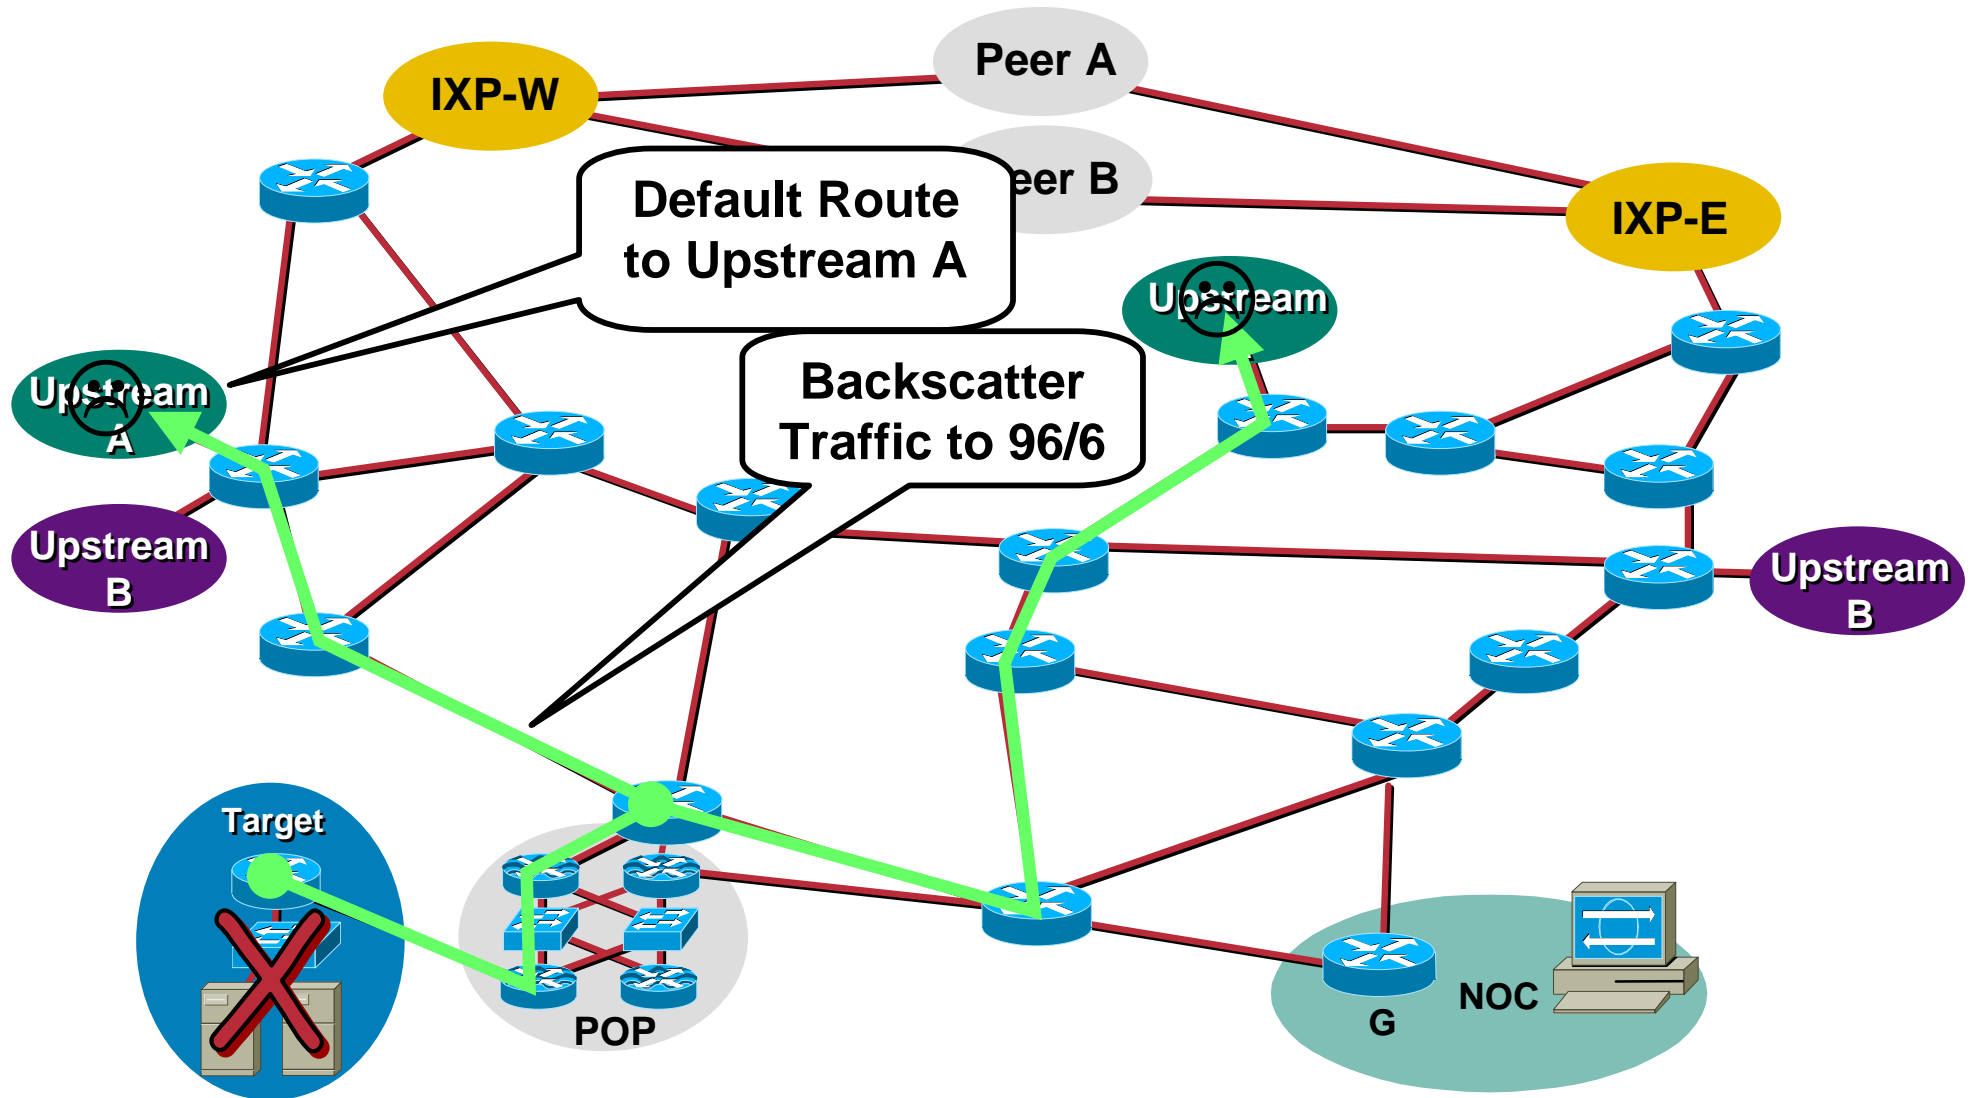 Peer A
IXP-W
Peer B
Default Route
to Upstream A
IXP-E
Upstream
Backscatter
Traffic to 96/6
Upstream
A
Upstream
B
Upstream
B
Target
POP
NOC
G